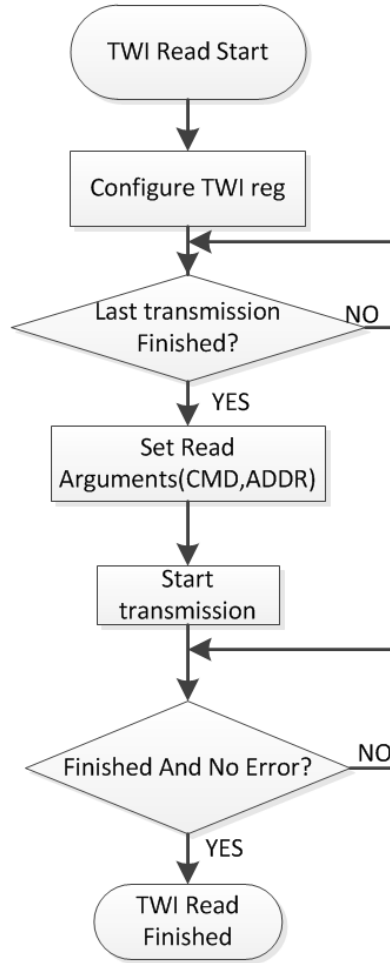 TWI Read Start
Configure TWI reg
Last transmission
Finished?
NO
YES
Set Read
Arguments(CMD,ADDR)
Start
transmission
Finished And No Error?
NO
YES
TWI Read
Finished